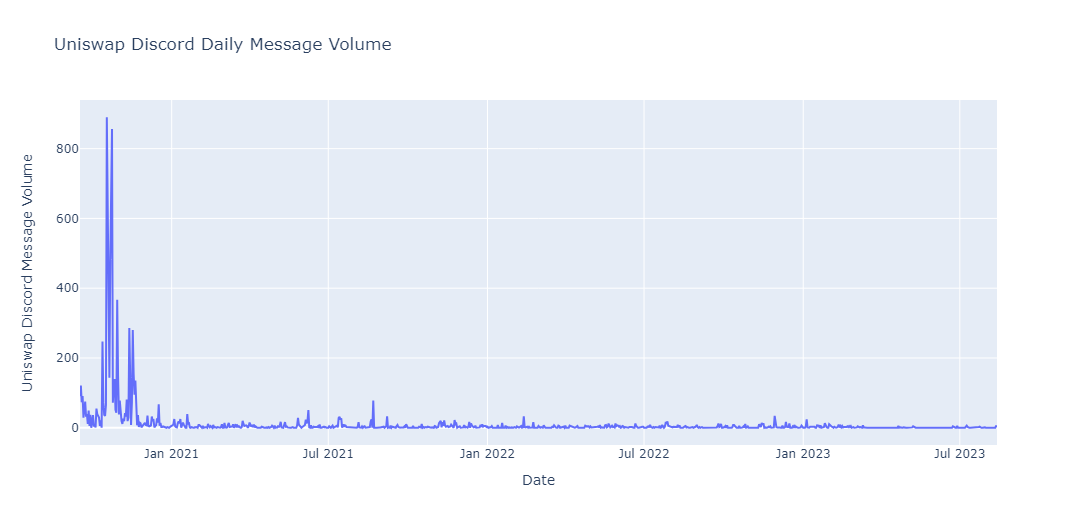 Uniswap Discord Daily Message Volume
Uniswap Discord Message Volume
800
600
400
200
0
Jan 2021
Jul 2021
Jan 2022
Jul 2022
Jan 2023
Jul 2023
Date